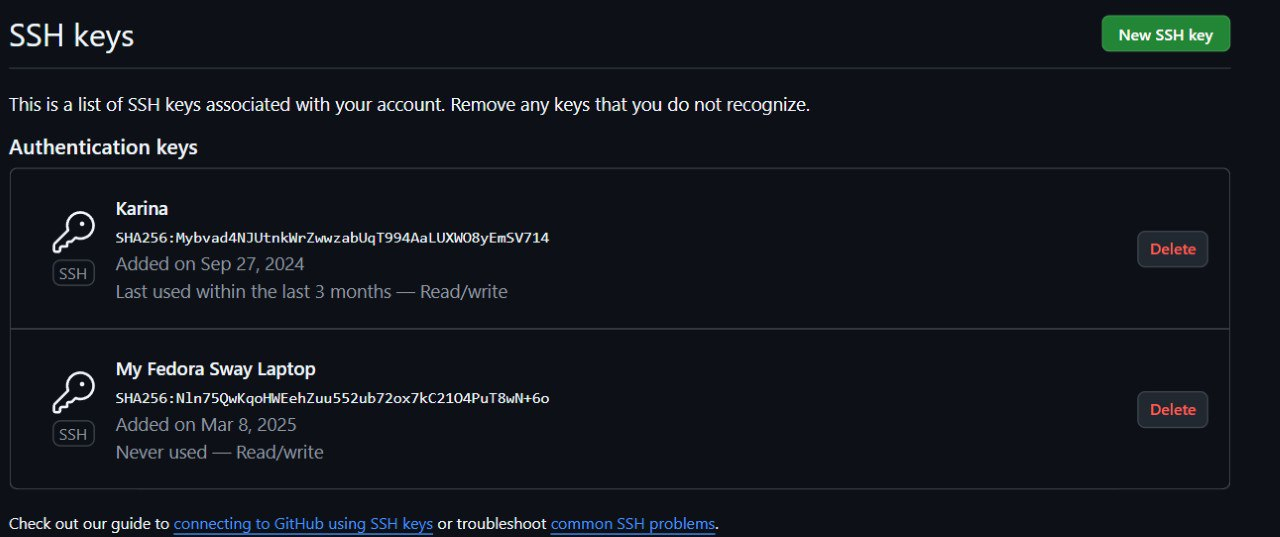 SSH keys
New SSH key
This is a list of SSH keys associated with your account. Remove any keys that you do not recognize.
Authentication keys
Karina
SHA256:Mybvad4NJUtnkWrZwwzabUqT994AaLUXWO8yEmSV714
SSH
Added on Sep 27, 2024
Last used within the last 3 months — Read/write
Delete
My Fedora Sway Laptop
SHA256:Nln75QwKqoHWEehZuu552ub72ox7kC21O4PuT8wN+6o
SSH
Added on Mar 8, 2025
Never used — Read/write
Delete
Check out our guide to connecting to GitHub using SSH keys or troubleshoot common SSH problems.